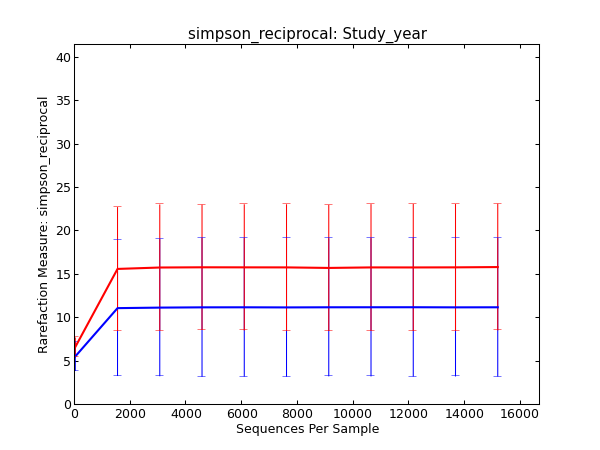 simpson_reciprocal: Study_year
Rarefaction Measure: simpson_reciprocal
40
35
30
25
20
15
10
5
0
0 2000 4000 6000 8000 10000 12000 14000 16000
Sequences Per Sample